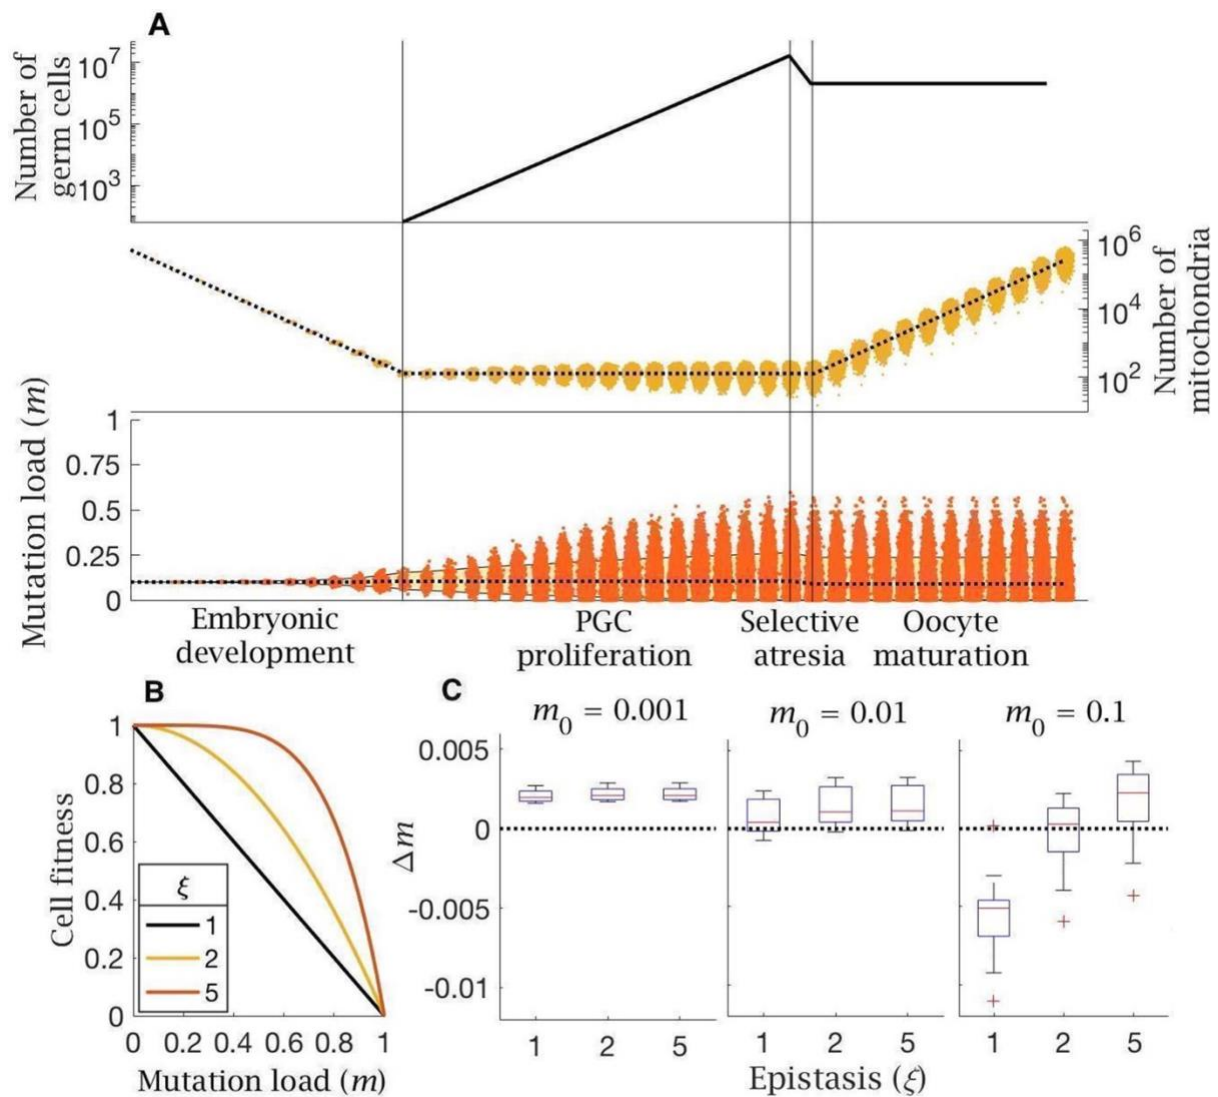 A
Number of
germ cells
10^7
10^5
10^3
Number of
mitochondria
10^6
10^4
10^2
Mutation load (m)
1
0.75
0.5
0.25
0
Embryonic
development
PGC
proliferation
Selective
atresia
Oocyte
maturation
B
Cell fitness
1
0.8
0.6
0.4
0.2
0
ξ
1
2
5
0 0.2 0.4 0.6 0.8 1
Mutation load (m)
C
m_0 = 0.001
m_0 = 0.01
m_0 = 0.1
Δm
0.005
0
-0.005
-0.01
1 2 5
1 2 5
1 2 5
Epistasis (ξ)